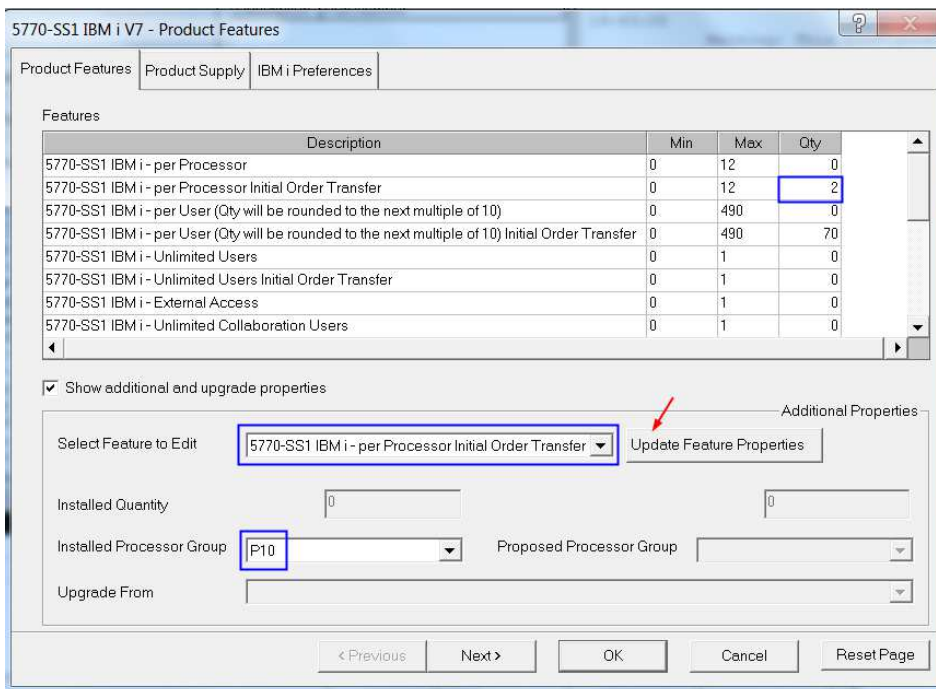 5770-SS1 IBM i V7 - Product Features
Product Features Product Supply IBM i Preferences
Features
Description Min Max Qty
5770-SS1 IBM i - per Processor 0 12 0
5770-SS1 IBM i - per Processor Initial Order Transfer 0 12 2
5770-SS1 IBM i - per User (Qty will be rounded to the next multiple of 10) 0 490 0
5770-SS1 IBM i - per User (Qty will be rounded to the next multiple of 10) Initial Order Transfer 0 490 70
5770-SS1 IBM i - Unlimited Users 0 1 0
5770-SS1 IBM i - Unlimited Users Initial Order Transfer 0 1 0
5770-SS1 IBM i - External Access 0 1 0
5770-SS1 IBM i - Unlimited Collaboration Users 0 1 0
Show additional and upgrade properties
Additional Properties
Select Feature to Edit 5770-SS1 IBM i - per Processor Initial Order Transfer Update Feature Properties
Installed Quantity 0 0
Installed Processor Group P10 Proposed Processor Group
Upgrade From
< Previous Next > OK Cancel Reset Page